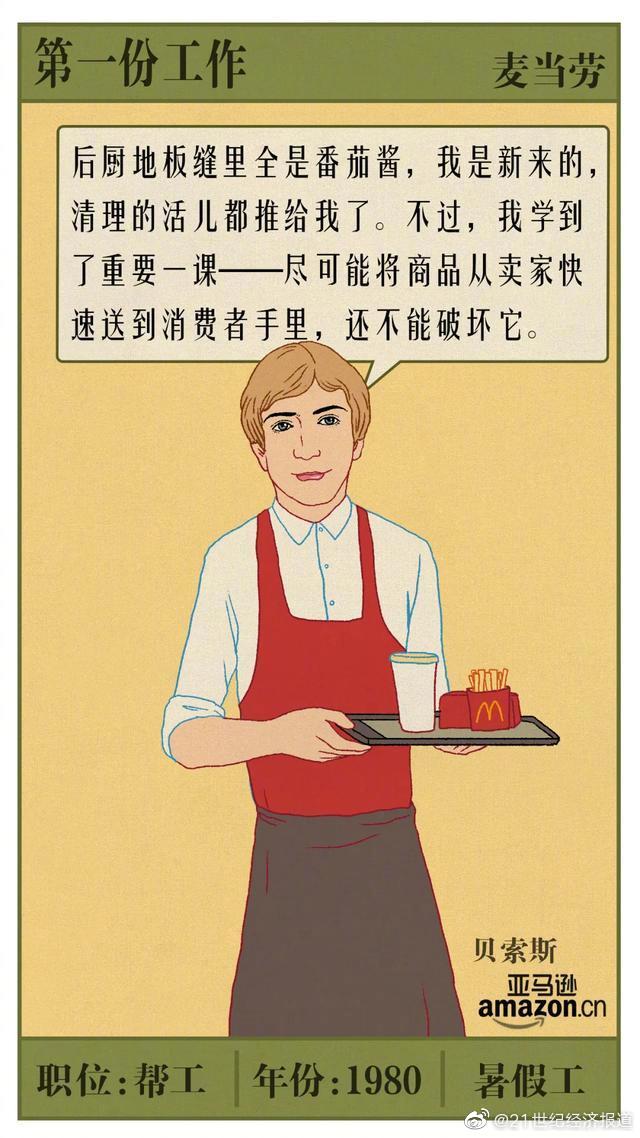 第一份工作
麦当劳
后厨地板缝里全是番茄酱，我是新来的，
清理的活儿都推给我了。不过，我学到
了重要一课——尽可能将商品从卖家快
速送到消费者手里，还不能破坏它。
贝索斯
亚马逊
amazon.cn
职位:帮工
年份:1980
暑假工
@21世纪经济报道